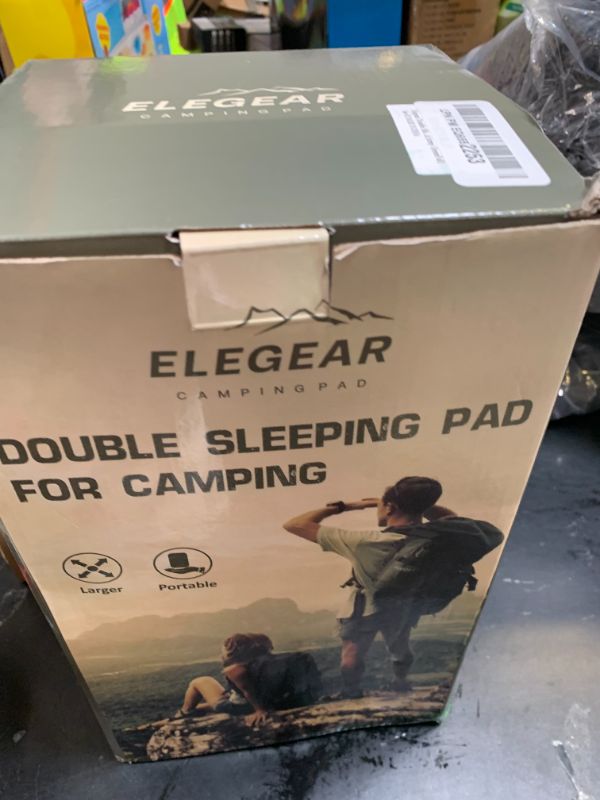 ELEGEAR
CAMPING PAD
ELEGEAR
CAMPING PAD
DOUBLE SLEEPING PAD
FOR CAMPING
Larger
Portable